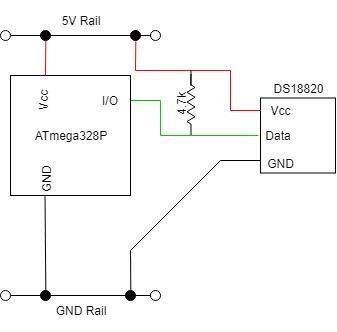 5V Rail
DS18820
Vcc
I/O
4.7k
Vcc
ATmega328P
Data
GND
GND
GND Rail